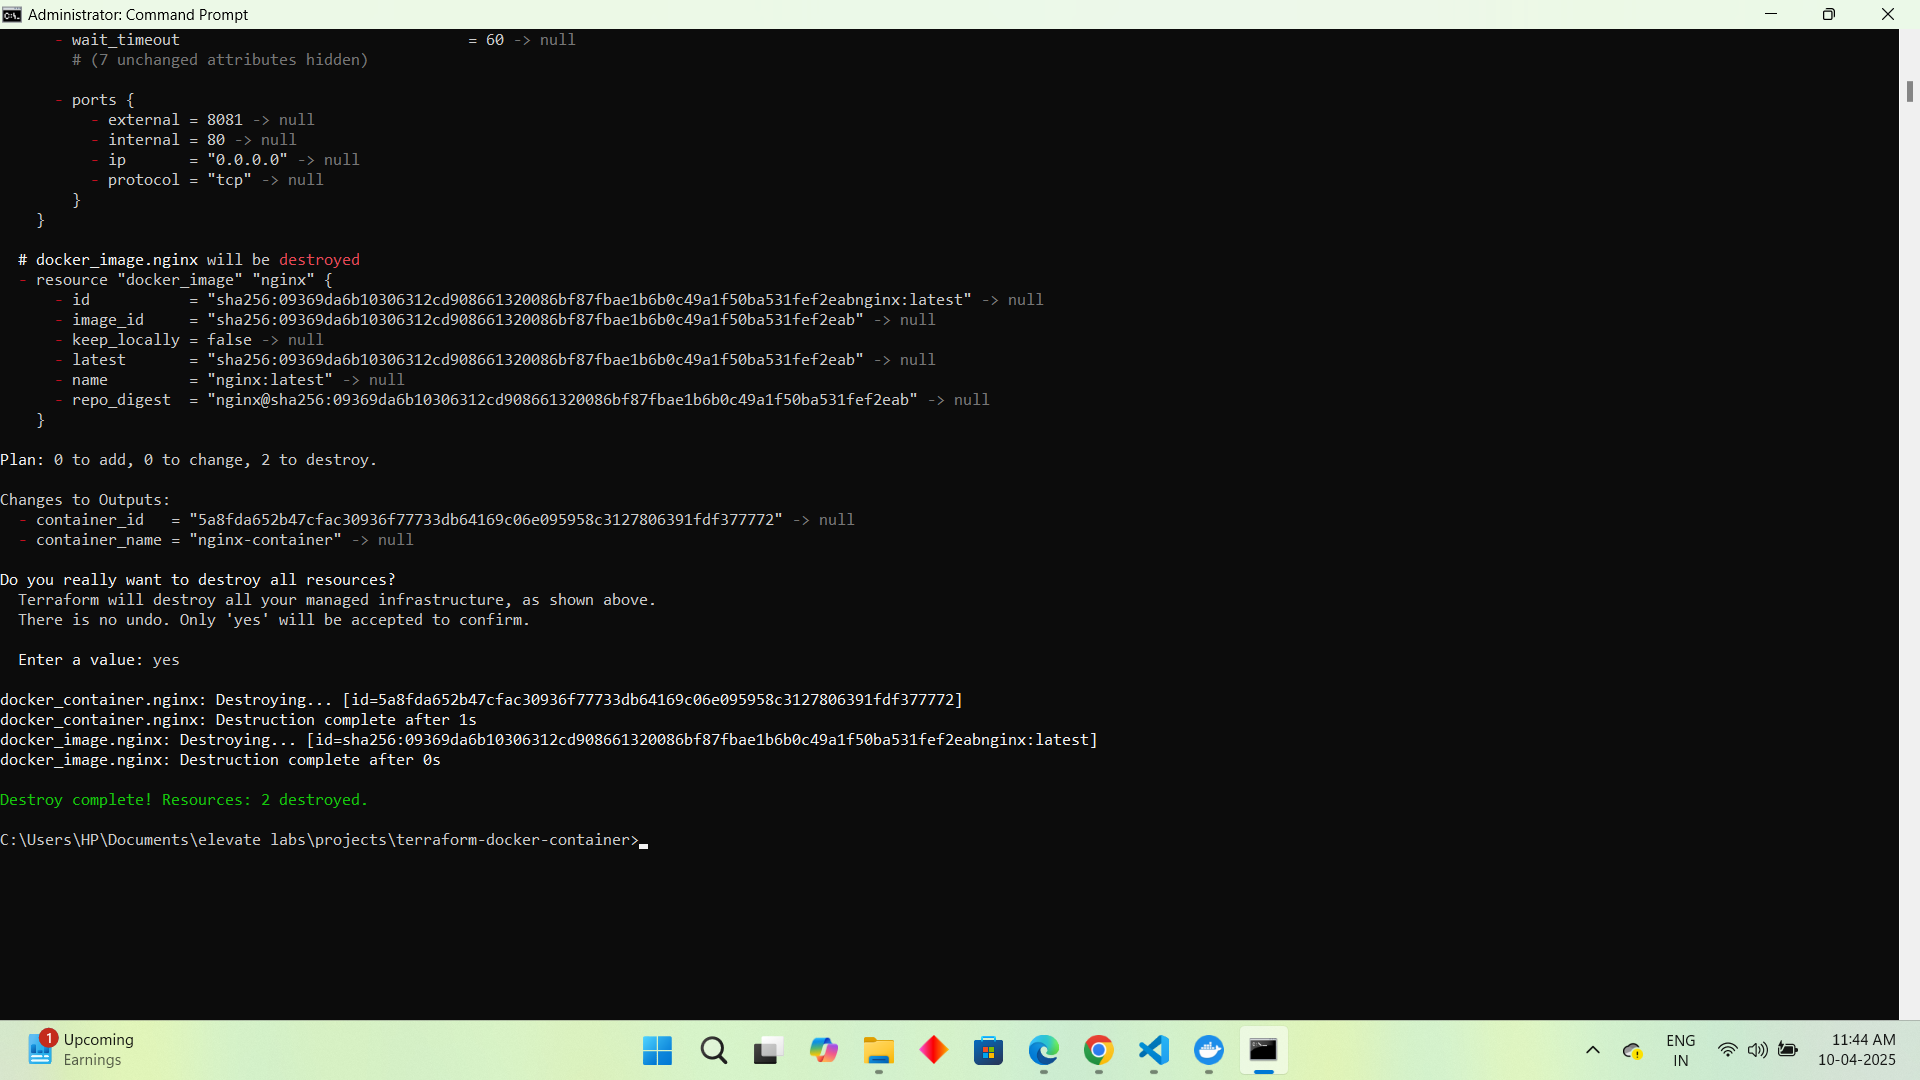 Administrator: Command Prompt
- wait_timeout = 60 -> null
# (7 unchanged attributes hidden)
- ports {
- external = 8081 -> null
- internal = 80 -> null
- ip = "0.0.0.0" -> null
- protocol = "tcp" -> null
}
}
# docker_image.nginx will be destroyed
- resource "docker_image" "nginx" {
- id = "sha256:09369da6b10306312cd908661320086bf87fbae1b6b0c49a1f50ba531fef2eabnginx:latest" -> null
- image_id = "sha256:09369da6b10306312cd908661320086bf87fbae1b6b0c49a1f50ba531fef2eab" -> null
- keep_locally = false -> null
- latest = "sha256:09369da6b10306312cd908661320086bf87fbae1b6b0c49a1f50ba531fef2eab" -> null
- name = "nginx:latest" -> null
- repo_digest = "nginx@sha256:09369da6b10306312cd908661320086bf87fbae1b6b0c49a1f50ba531fef2eab" -> null
}
Plan: 0 to add, 0 to change, 2 to destroy.
Changes to Outputs:
- container_id = "5a8fda652b47cfac30936f77733db64169c06e095958c3127806391fdf377772" -> null
- container_name = "nginx-container" -> null
Do you really want to destroy all resources?
Terraform will destroy all your managed infrastructure, as shown above.
There is no undo. Only 'yes' will be accepted to confirm.
Enter a value: yes
docker_container.nginx: Destroying... [id=5a8fda652b47cfac30936f77733db64169c06e095958c3127806391fdf377772]
docker_container.nginx: Destruction complete after 1s
docker_image.nginx: Destroying... [id=sha256:09369da6b10306312cd908661320086bf87fbae1b6b0c49a1f50ba531fef2eabnginx:latest]
docker_image.nginx: Destruction complete after 0s
Destroy complete! Resources: 2 destroyed.
C:\Users\HP\Documents\elevate labs\projects\terraform-docker-container>
1
Upcoming
Earnings
ENG
IN
11:44 AM
10-04-2025